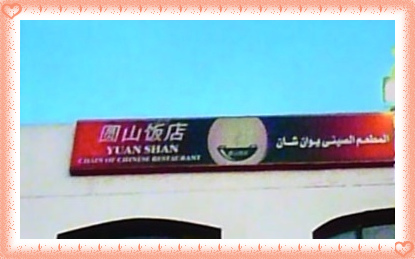 圆山饭店
YUAN SHAN
CHAIN OF CHINESE RESTAURANT
المطعم الصيني يوان شان